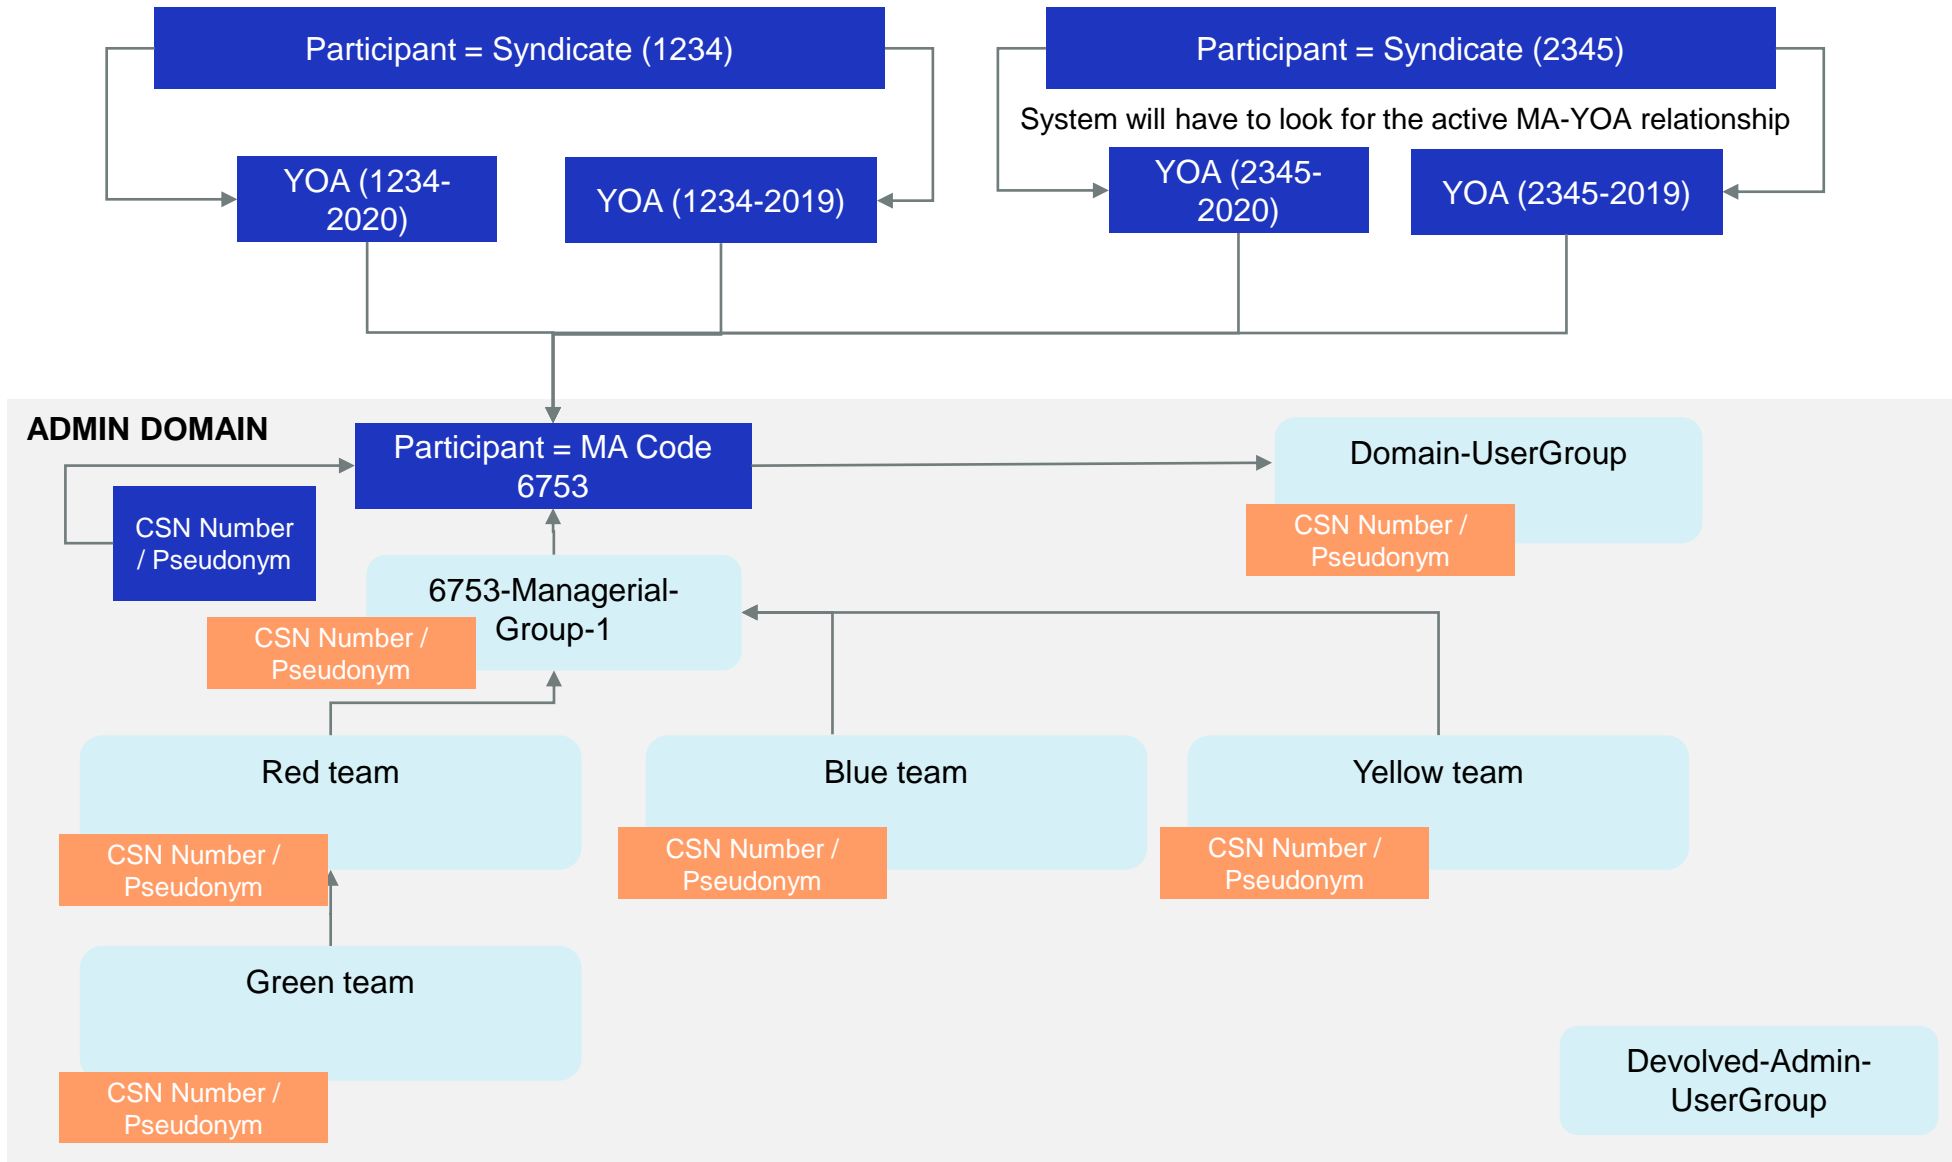 Participant = Syndicate (1234)
Participant = Syndicate (2345)
System will have to look for the active MA-YOA relationship
YOA (1234-
2020)
YOA (1234-2019)
YOA (2345-
2020)
YOA (2345-2019)
ADMIN DOMAIN
Participant = MA Code
6753
Domain-UserGroup
CSN Number
/ Pseudonym
CSN Number /
Pseudonym
6753-Managerial-
Group-1
CSN Number /
Pseudonym
Red team
Blue team
Yellow team
CSN Number /
Pseudonym
CSN Number /
Pseudonym
CSN Number /
Pseudonym
Green team
CSN Number /
Pseudonym
Devolved-Admin-
UserGroup